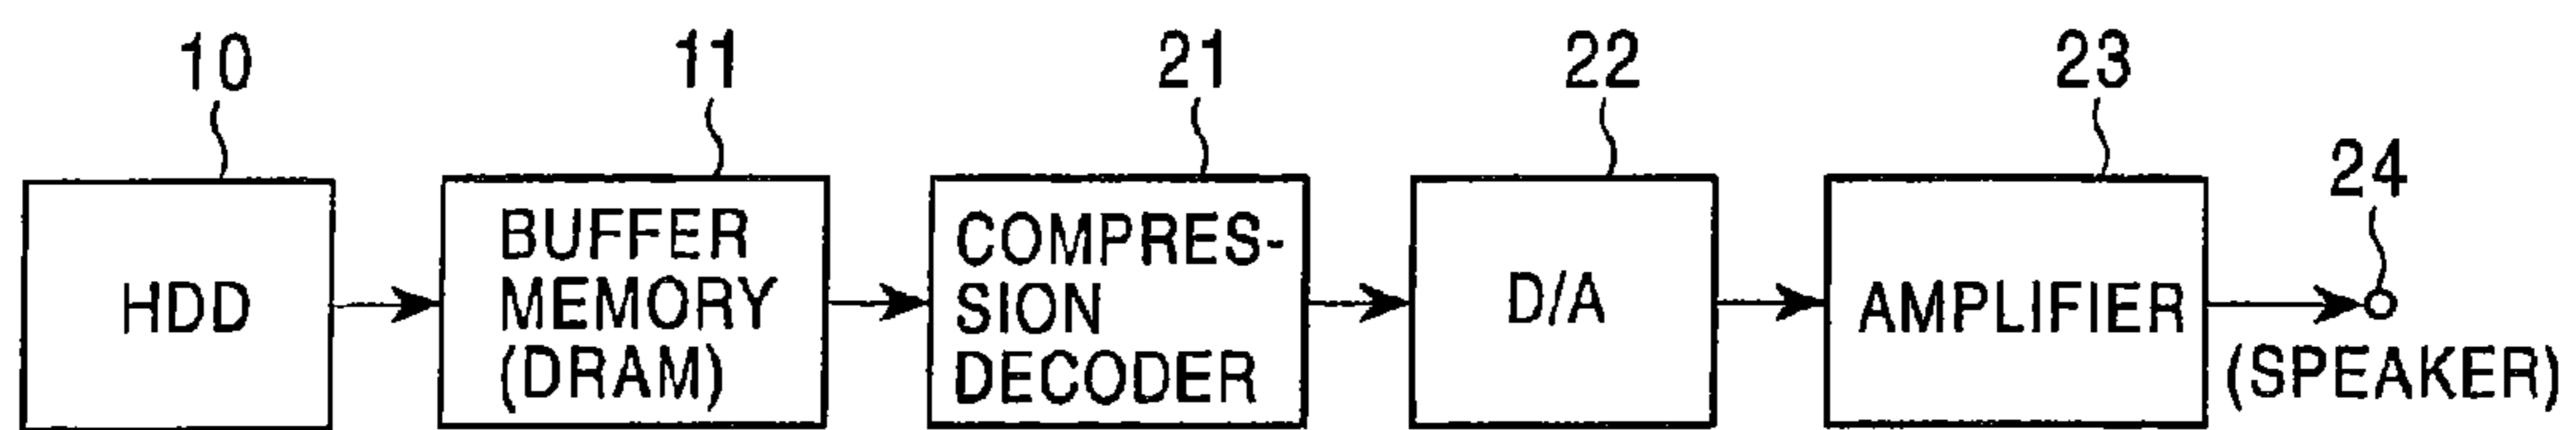 10
11
21
22
23
24
HDD
BUFFER
MEMORY
(DRAM)
COMPRES-
SION
DECODER
D/A
AMPLIFIER
(SPEAKER)